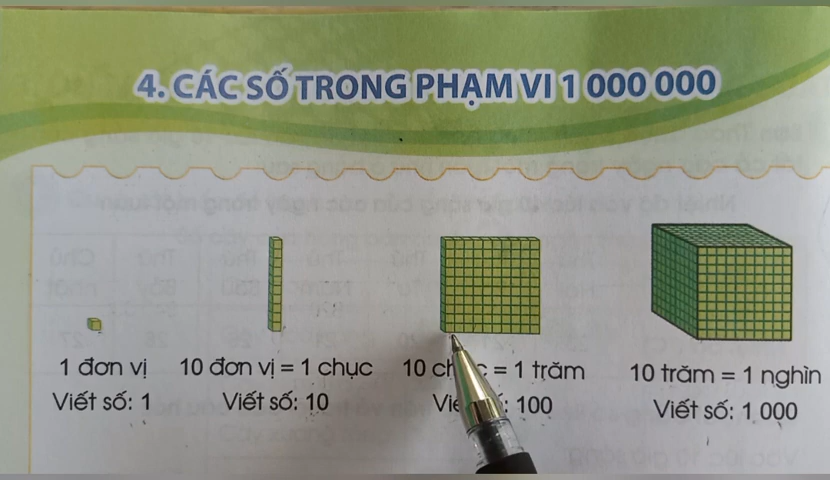 4. CÁC SỐ TRONG PHẠM VI 1 000 000
1 đơn vị
Viết số: 1
10 đơn vị = 1 chục
Viết số: 10
10 = 1 trăm
100
10 trăm = 1 nghìn
Viết số: 1 000